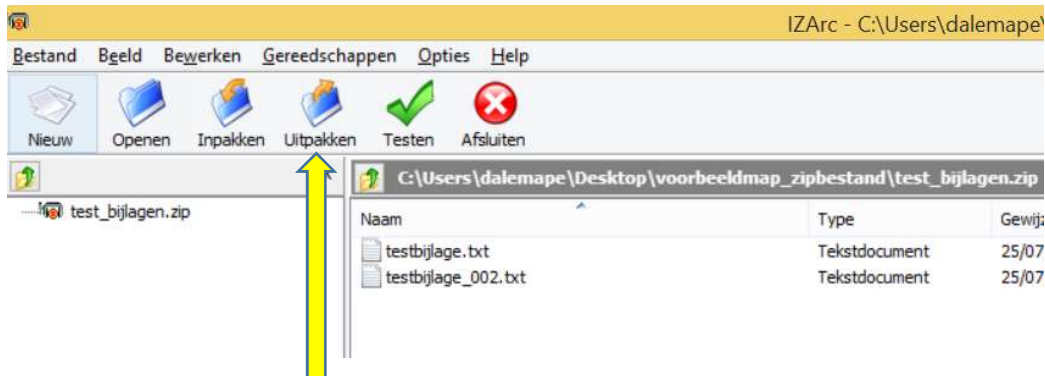 IZArc - C:\Users\dalemape\
Bestand Beeld Bewerken Gereedschappen Opties Help
Nieuw Openen Inpakken Uitpakken Testen Afsluiten
C:\Users\dalemape\Desktop\voorbeeldmap_zipbestand\test_bijlagen.zip
test_bijlagen.zip
Naam Type Gewijz
testbijlage.txt Tekstdocument 25/07
testbijlage_002.txt Tekstdocument 25/07